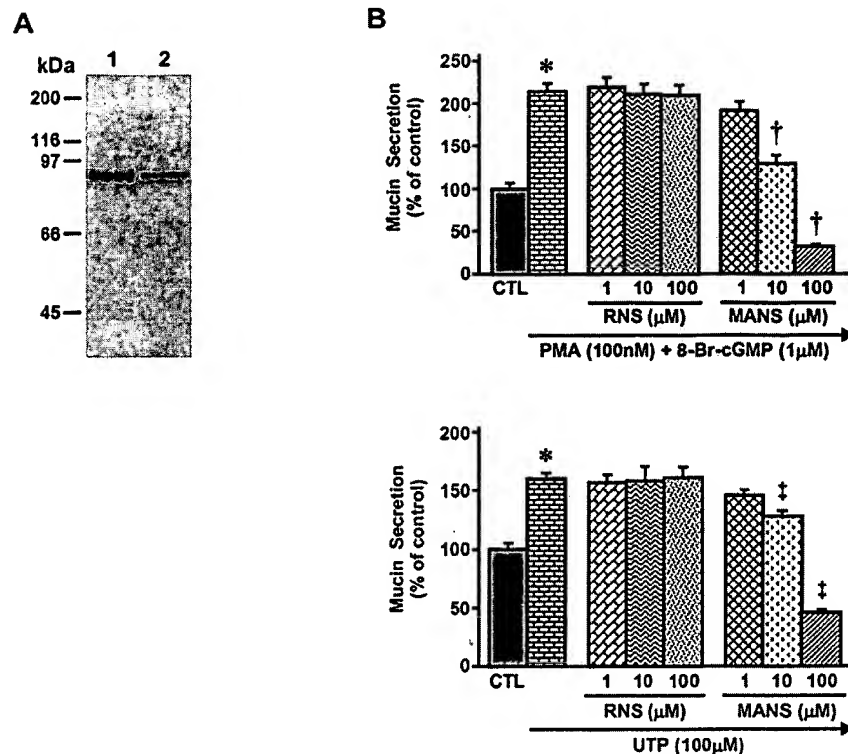 A
1 2
kDa
200
116
97
66
45
B
Mucin Secretion
(% of control)
250
200
150
100
50
0
*
†
†
CTL
1 10 100
1 10 100
RNS (µM)
MANS (µM)
PMA (100nM) + 8-Br-cGMP (1µM)
Mucin Secretion
(% of control)
200
150
100
50
0
*
‡
‡
CTL
1 10 100
1 10 100
RNS (µM)
MANS (µM)
UTP (100µM)